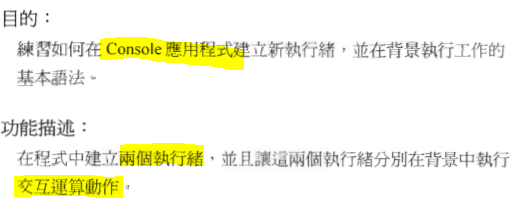 目的：
練習如何在 Console 應用程式建立新執行緒，並在背景執行工作的
基本語法。
功能描述：
在程式中建立兩個執行緒，並且讓這兩個執行緒分別在背景中執行
交互運算動作。